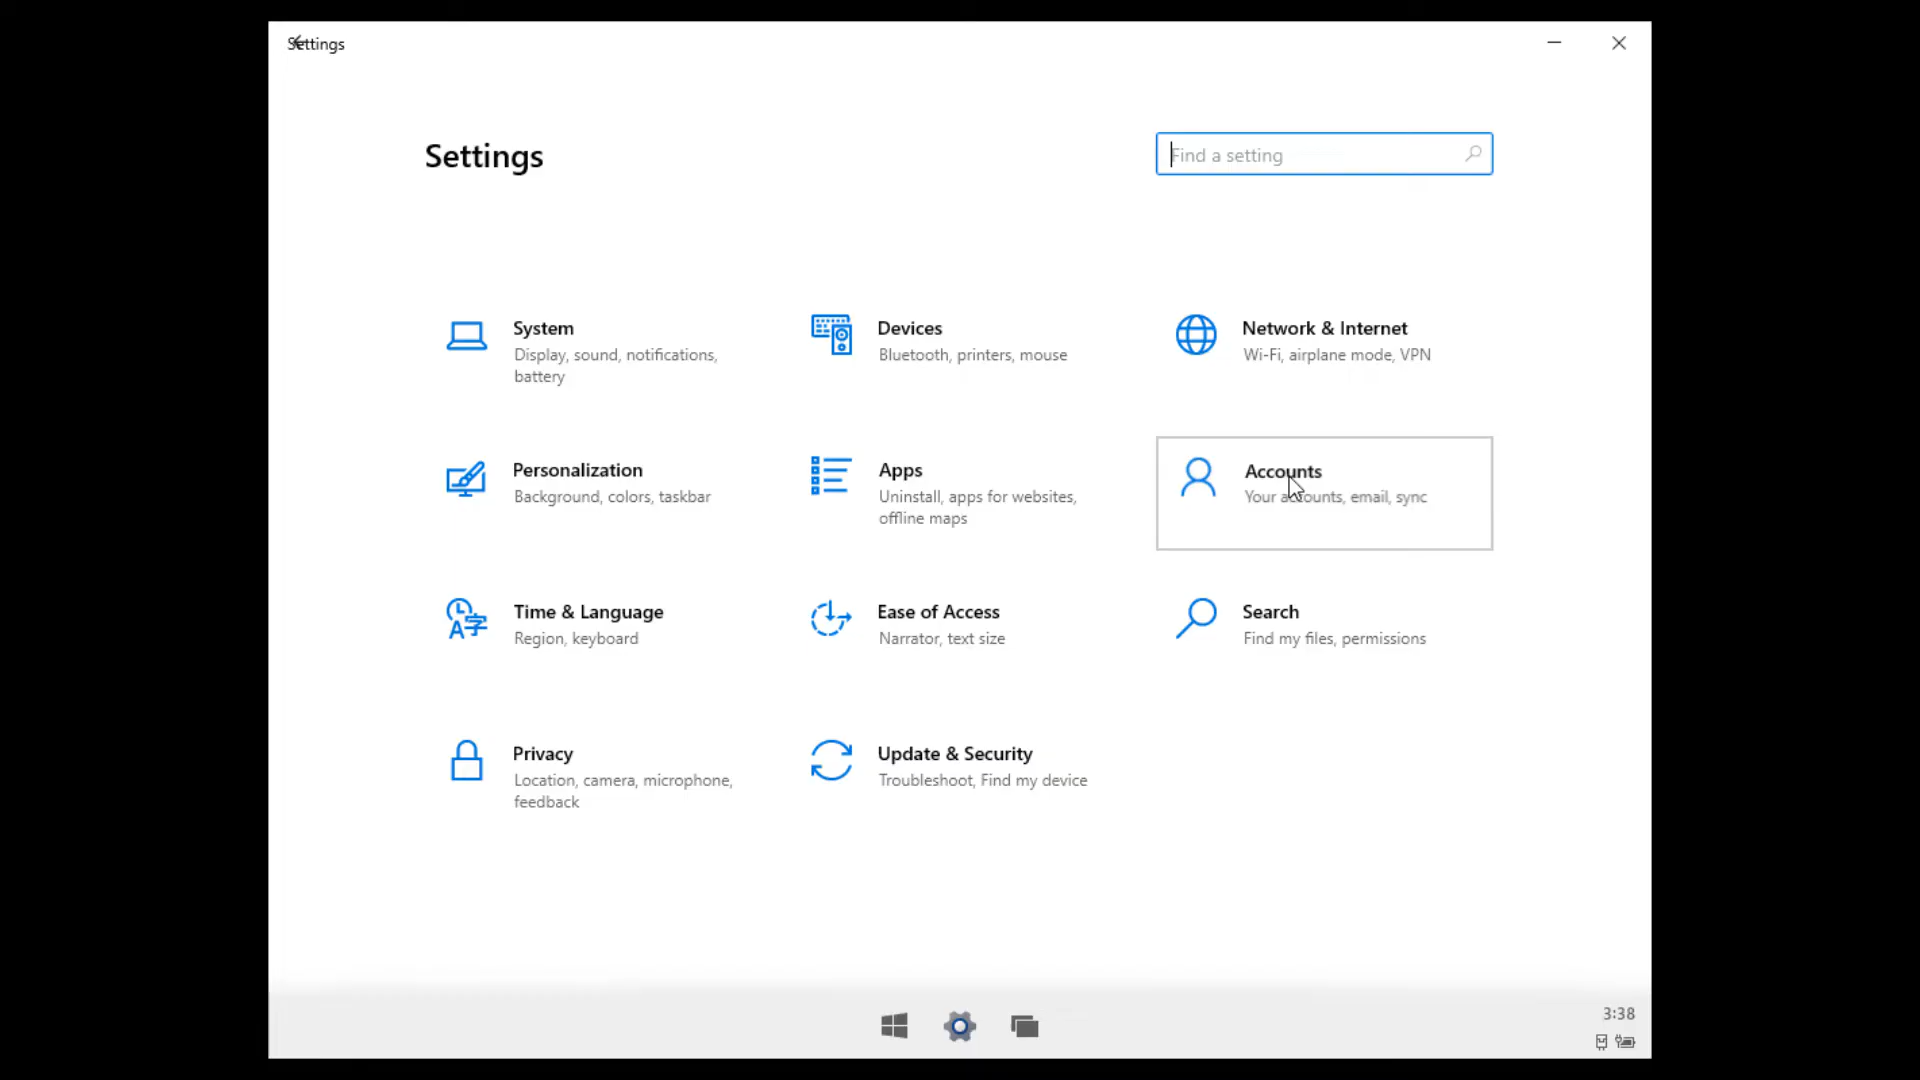 Settings
Settings
Find a setting
System
Display, sound, notifications,
battery
Devices
Bluetooth, printers, mouse
Network & Internet
Wi-Fi, airplane mode, VPN
Personalization
Background, colors, taskbar
Apps
Uninstall, apps for websites,
offline maps
Accounts
Your accounts, email, sync
Time & Language
Region, keyboard
Ease of Access
Narrator, text size
Search
Find my files, permissions
Privacy
Location, camera, microphone,
feedback
Update & Security
Troubleshoot, Find my device
3:38